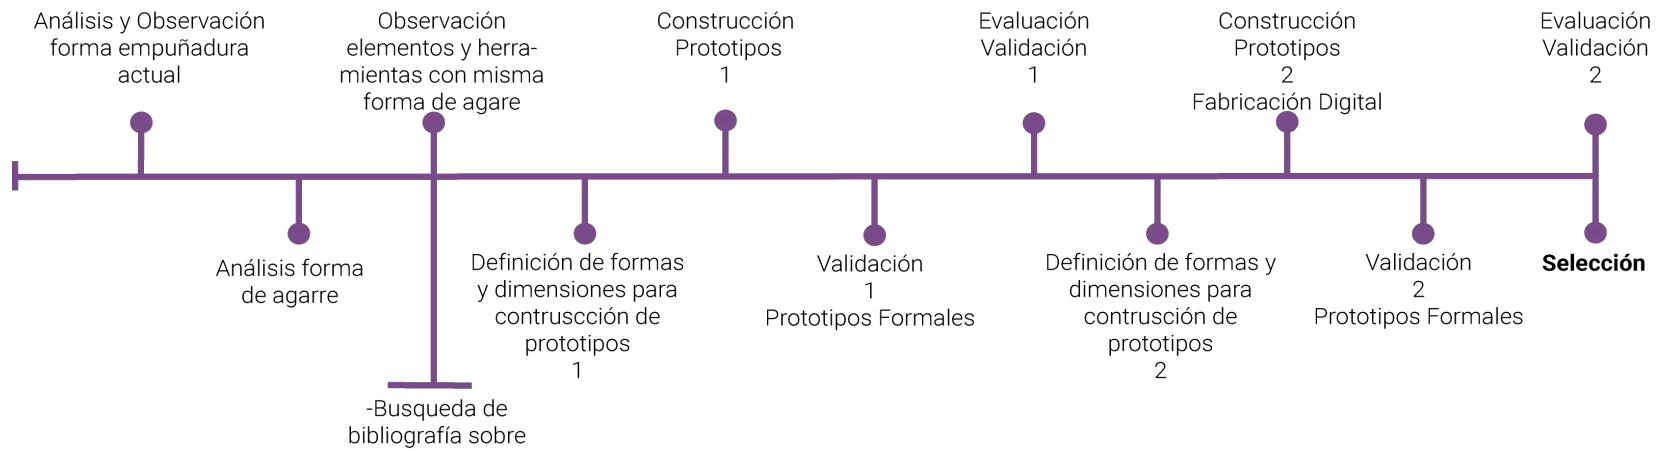 Análisis y Observación
forma empuñadura
actual
Observación
elementos y herra-
mientas con misma
forma de agare
Construcción
Prototipos
1
Evaluación
Validación
1
Construcción
Prototipos
2
Fabricación Digital
Evaluación
Validación
2
Análisis forma
de agarre
Definición de formas
y dimensiones para
contruscción de
prototipos
1
Validación
1
Prototipos Formales
Definición de formas y
dimensiones para
contrusción de
prototipos
2
Validación
2
Prototipos Formales
Selección
-Busqueda de
bibliografía sobre